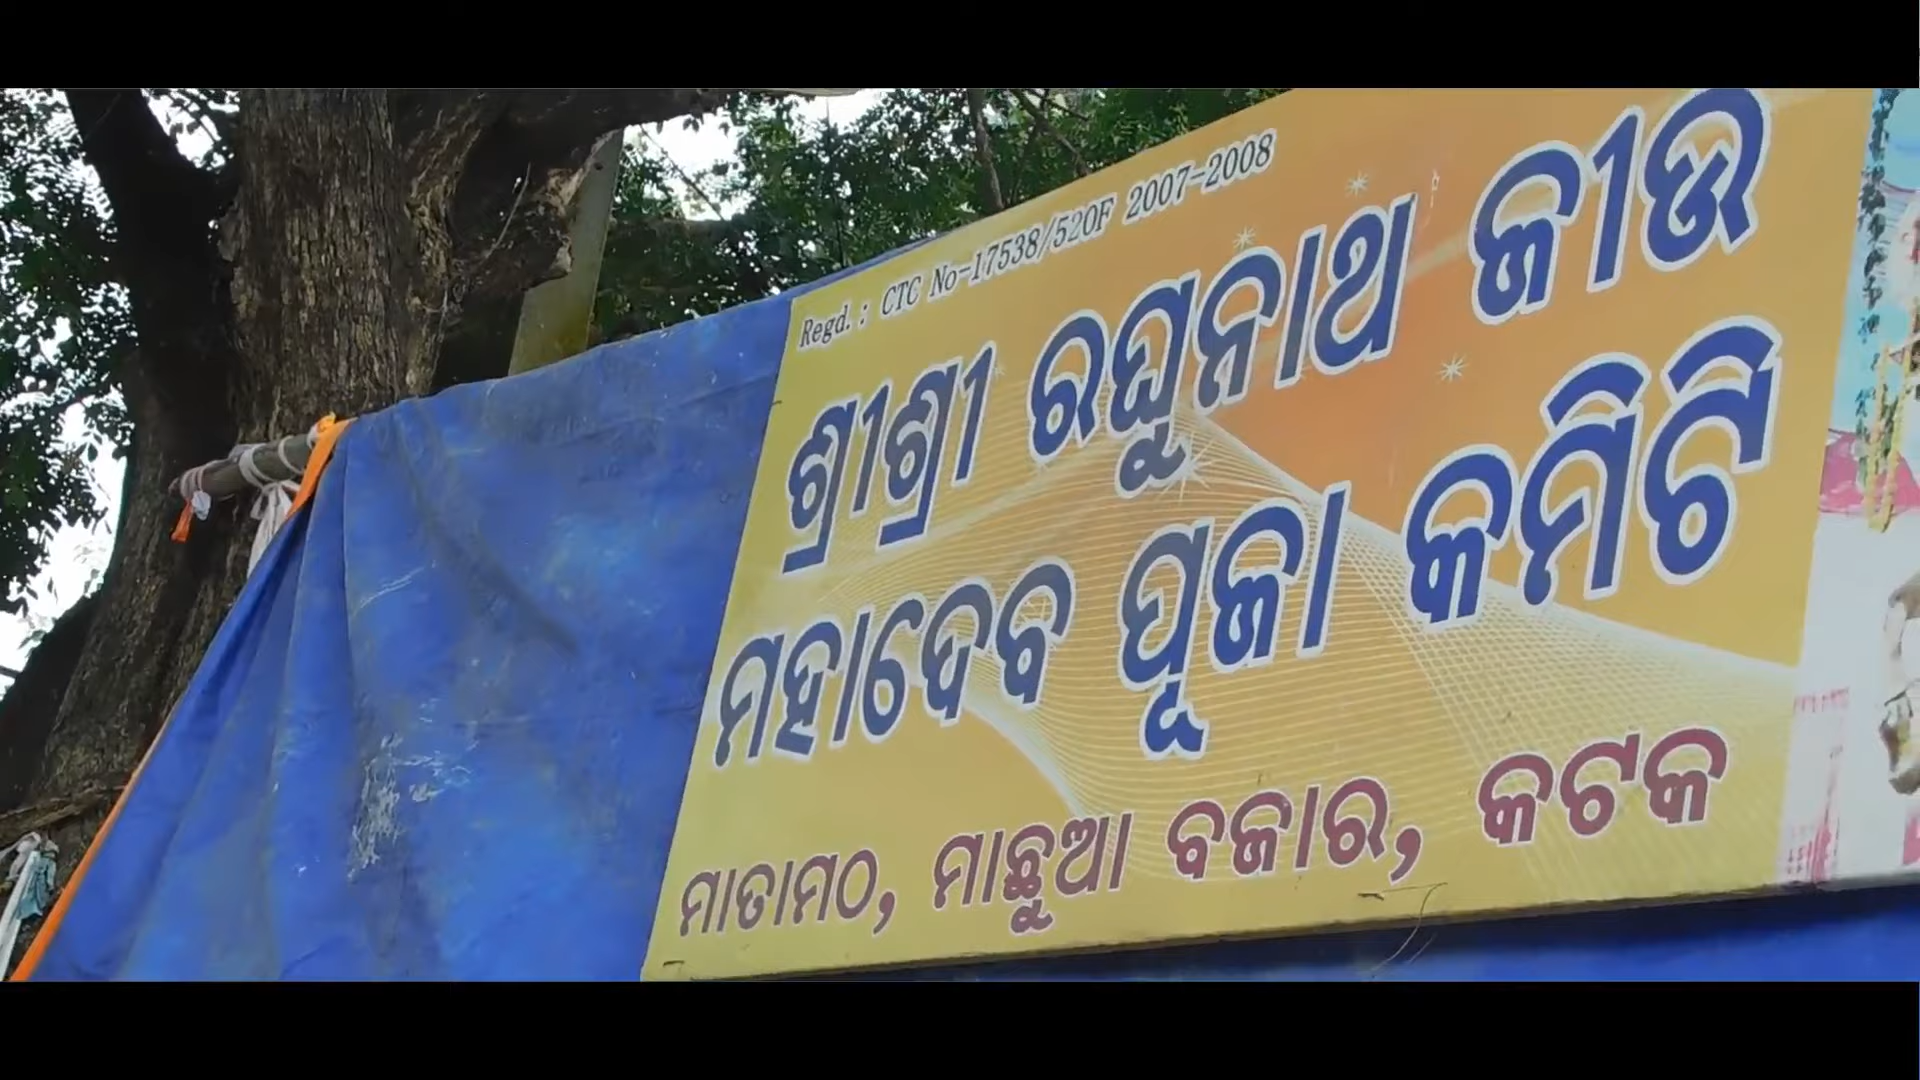 Regd.: CTC No-17538/520F 2007-2008
ଶ୍ରୀଶ୍ରୀ ରଘୁନାଥ ଜୀଉ
ମହାଦେବ ପୂଜା କମିଟି
ମାତାମଠ, ମାଛୁଆ ବଜାର, କଟକ